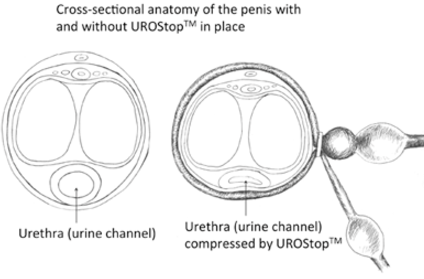 Cross-sectional anatomy of the penis with
and without UROStop™ in place
Urethra (urine channel)
Urethra (urine channel)
compressed by UROStop™